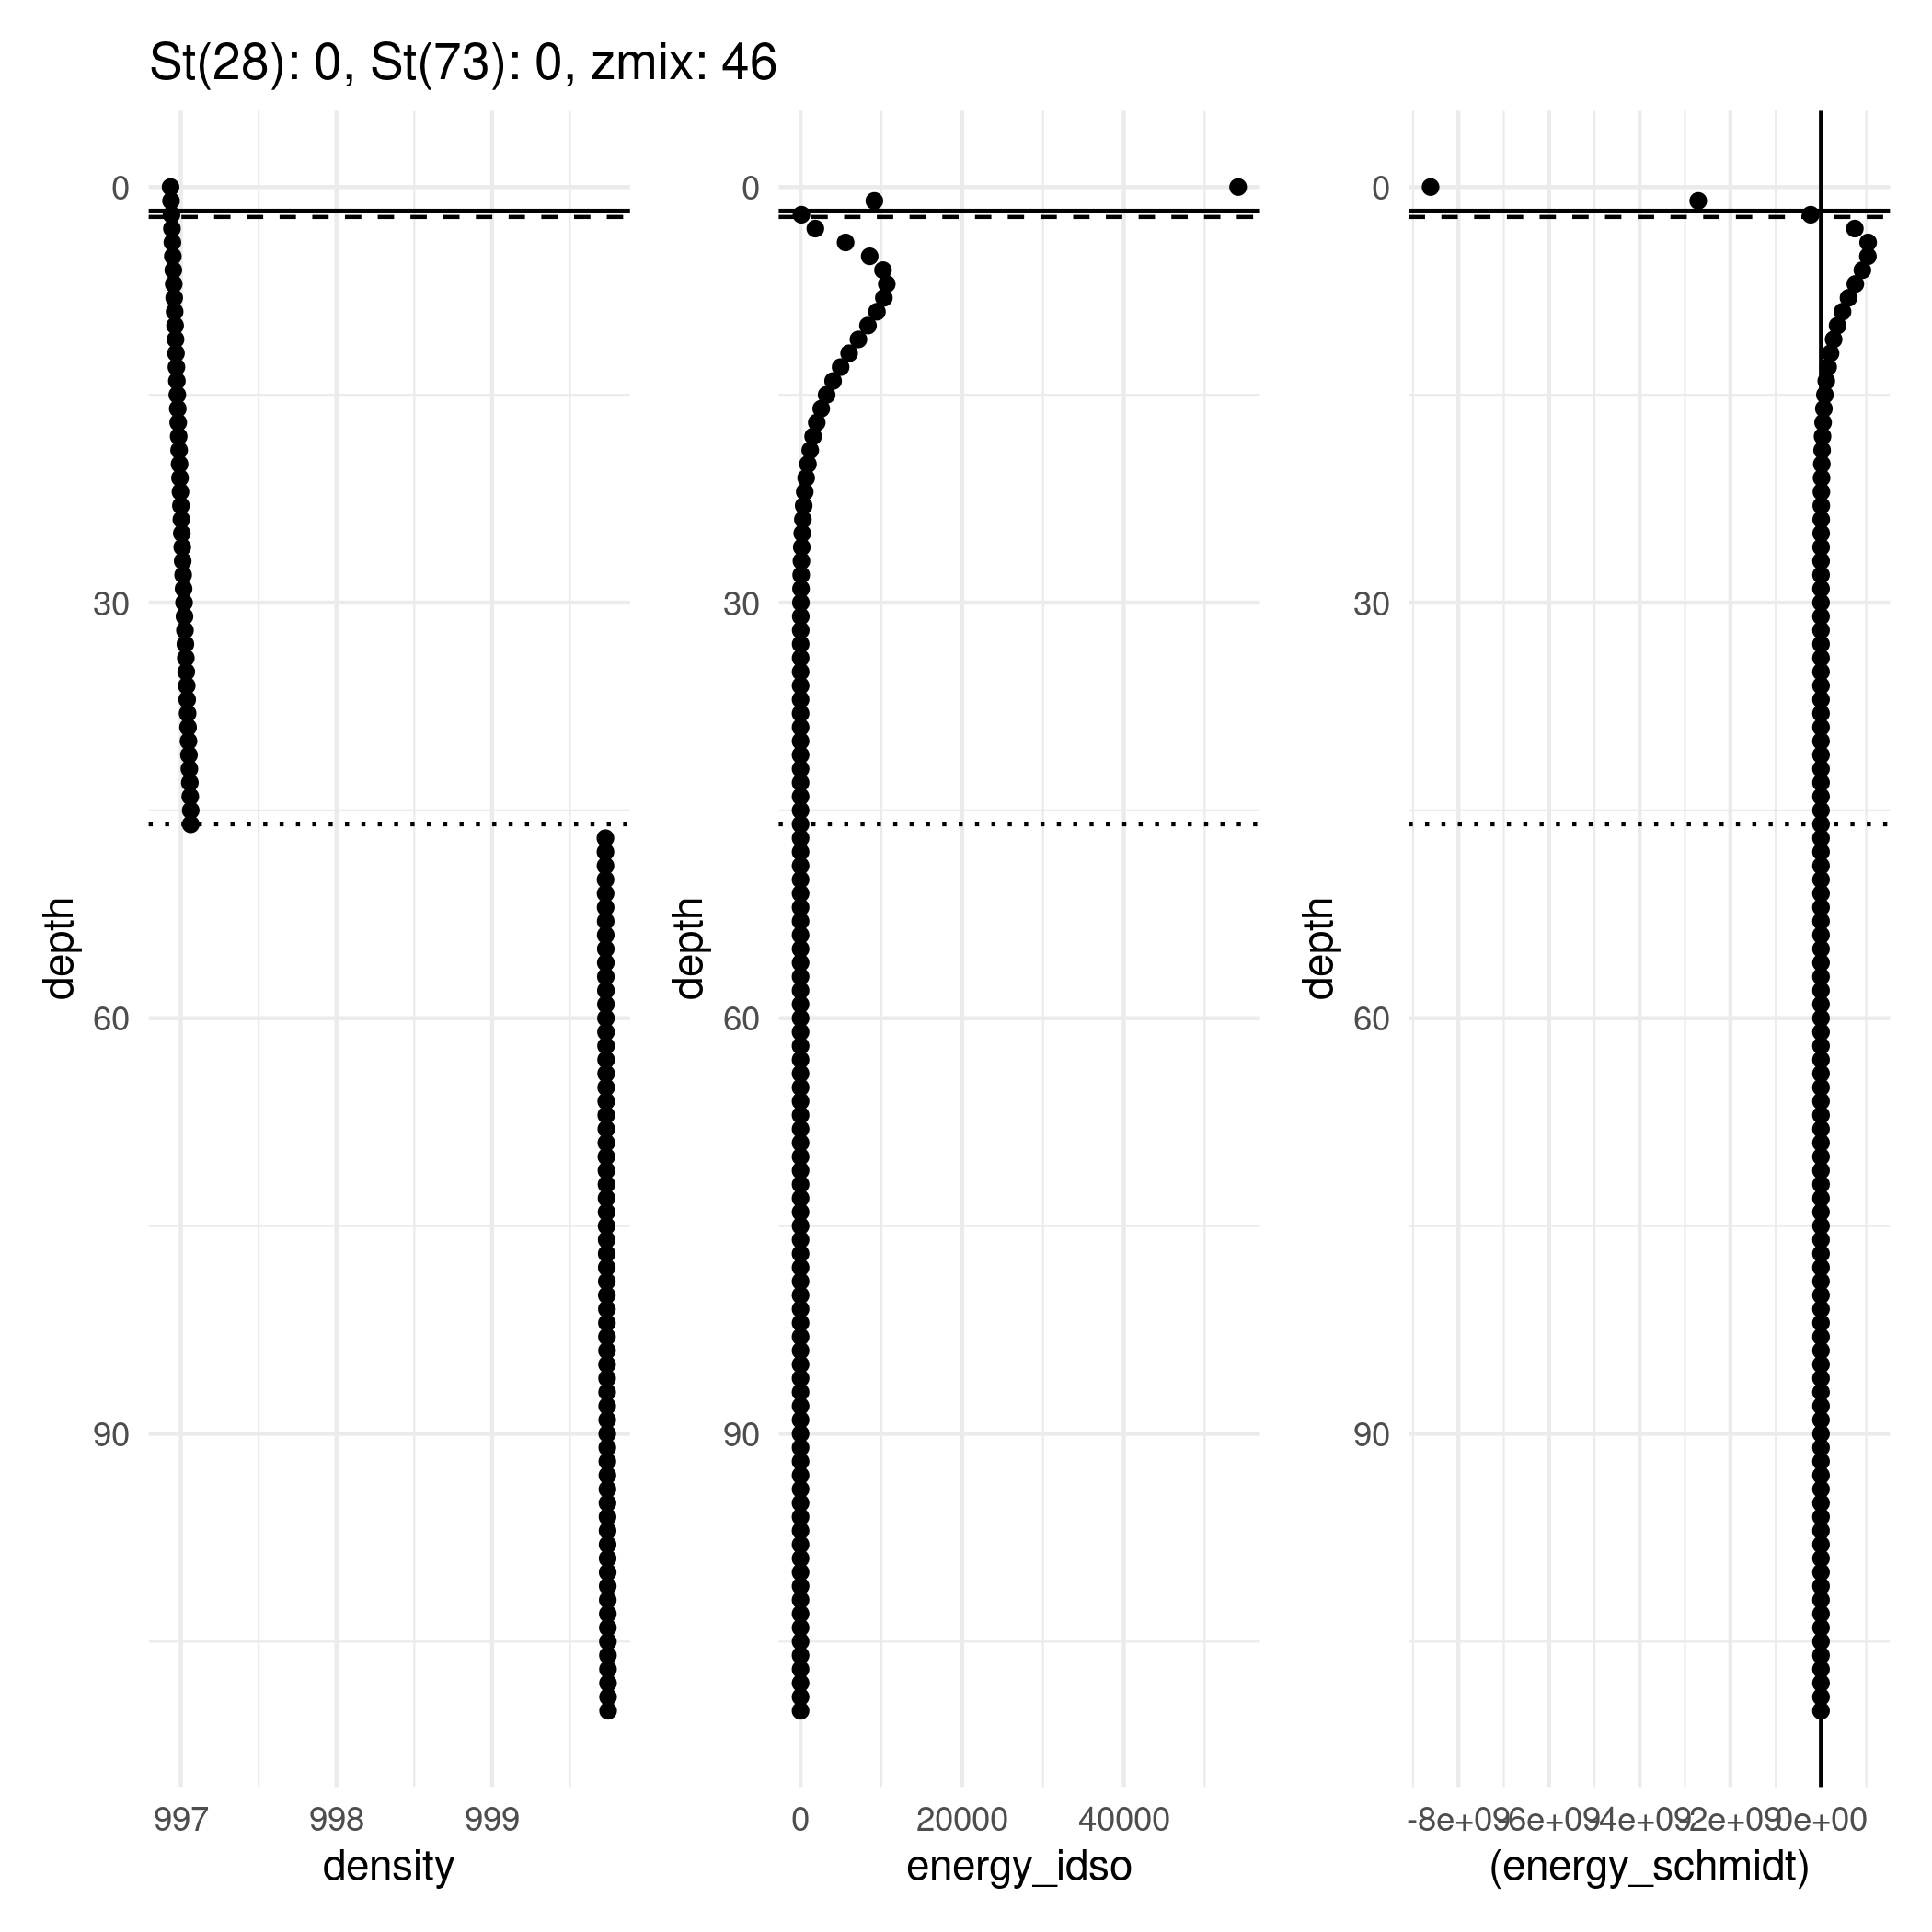 St(28): 0, St(73): 0, zmix: 46
0
30
60
90
depth
997 998 999
density
0
30
60
90
depth
0 20000 40000
energy_idso
0
30
60
90
depth
-8e+09 -6e+09 -4e+09 -2e+09 0e+00
(energy_schmidt)